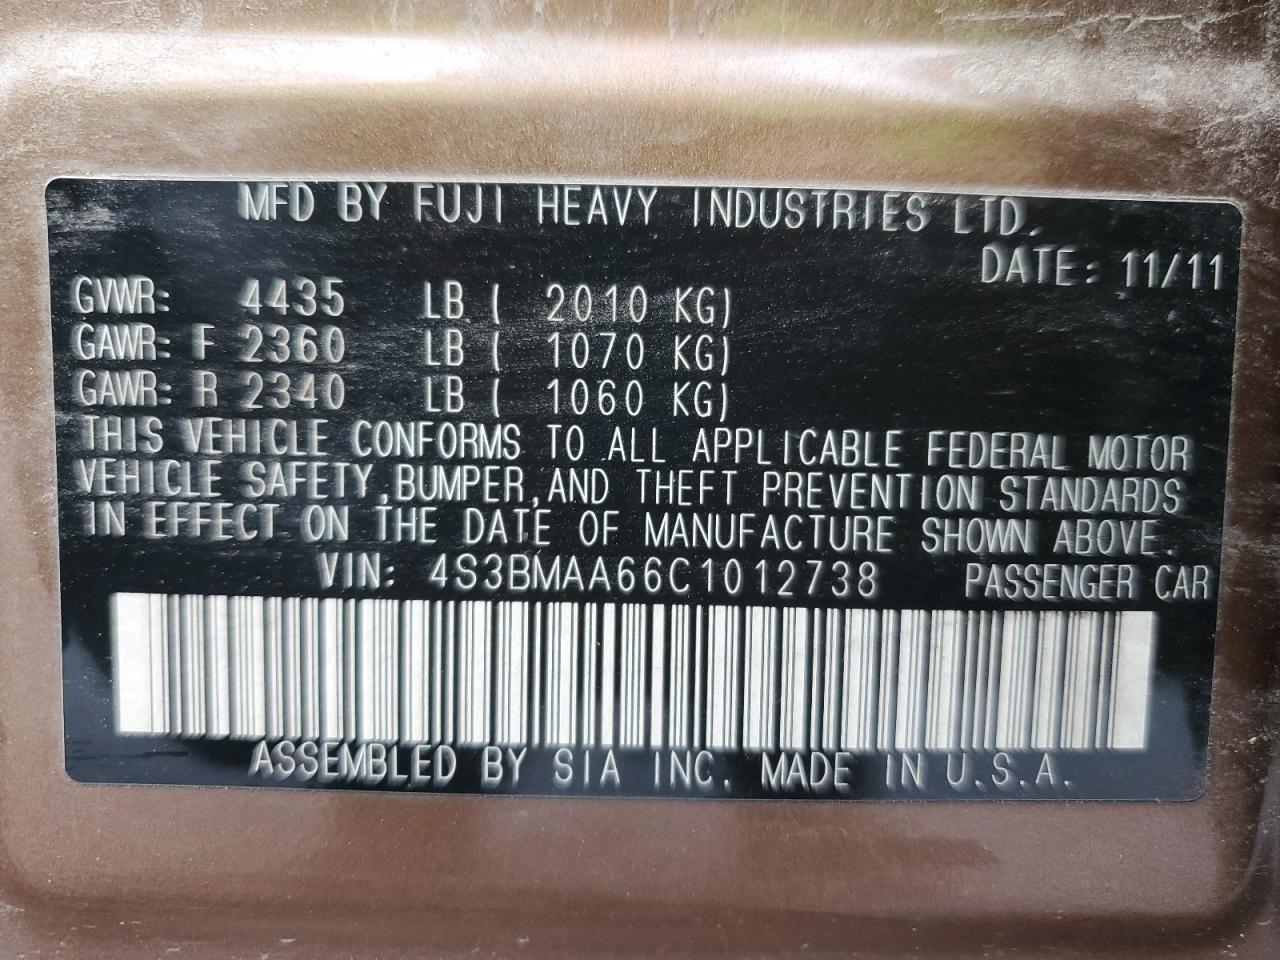 MFD BY FUJI HEAVY INDUSTRIES LTD.
DATE: 11/11
GVWR: 4435 LB ( 2010 KG)
GAWR: F 2360 LB ( 1070 KG)
GAWR: R 2340 LB ( 1060 KG)
THIS VEHICLE CONFORMS TO ALL APPLICABLE FEDERAL MOTOR
VEHICLE SAFETY,BUMPER,AND THEFT PREVENTION STANDARDS
IN EFFECT ON THE DATE OF MANUFACTURE SHOWN ABOVE.
VIN: 4S3BMAA66C1012738 PASSENGER CAR
ASSEMBLED BY SIA INC. MADE IN U.S.A.